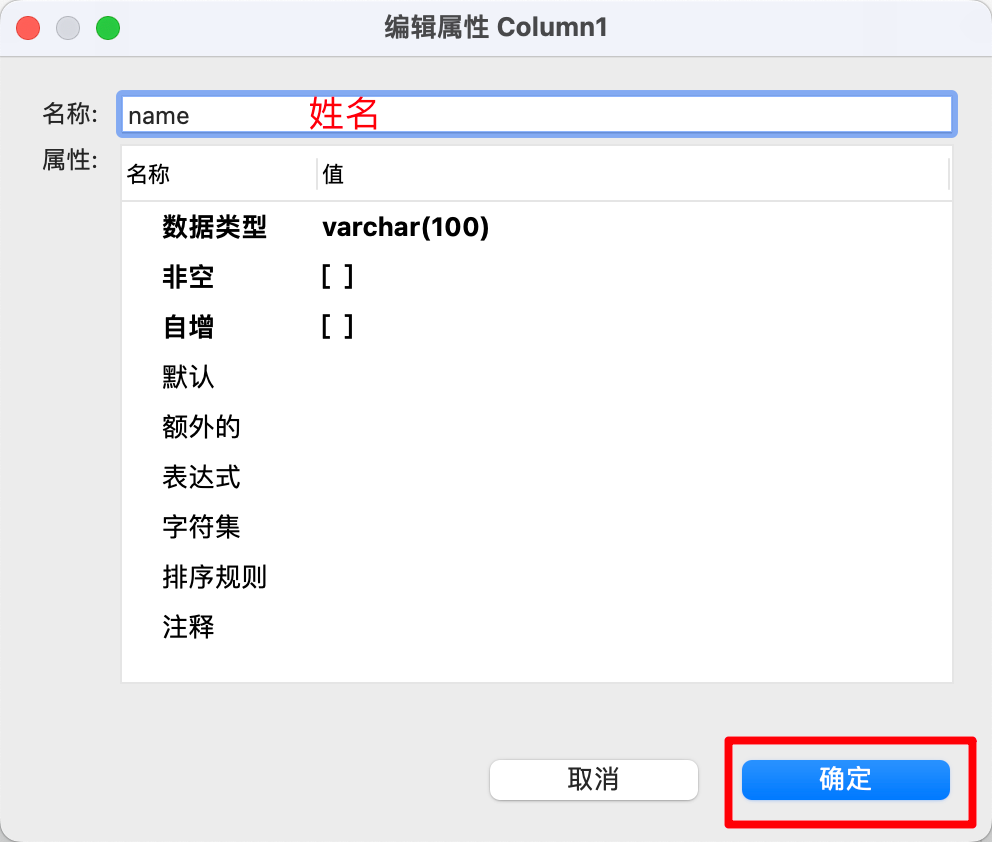 编辑属性 Column1
名称: name 姓名
属性:
名称 值
数据类型 varchar(100)
非空 [ ]
自增 [ ]
默认
额外的
表达式
字符集
排序规则
注释
取消 确定